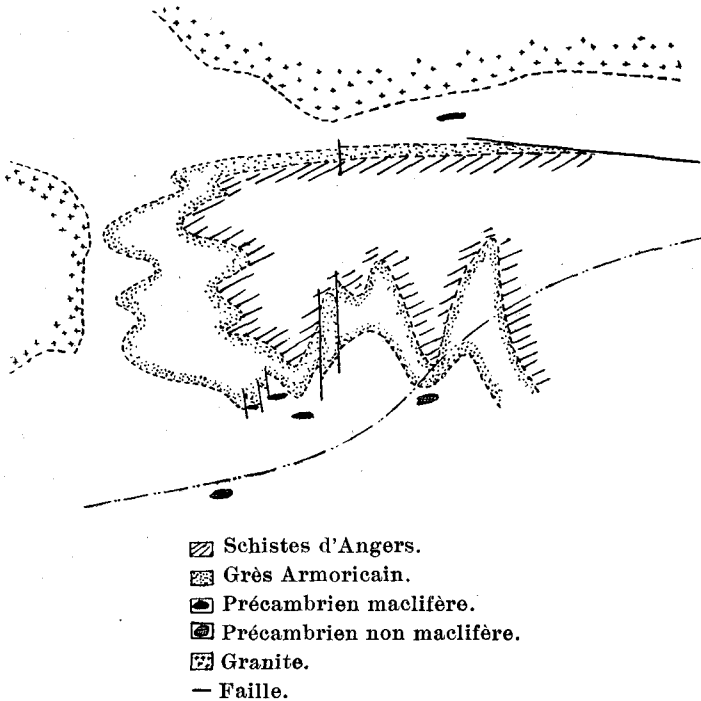 Schistes d'Angers.
Grès Armoricain.
Précambrien maclifère.
Précambrien non maclifère.
Granite.
Faille.